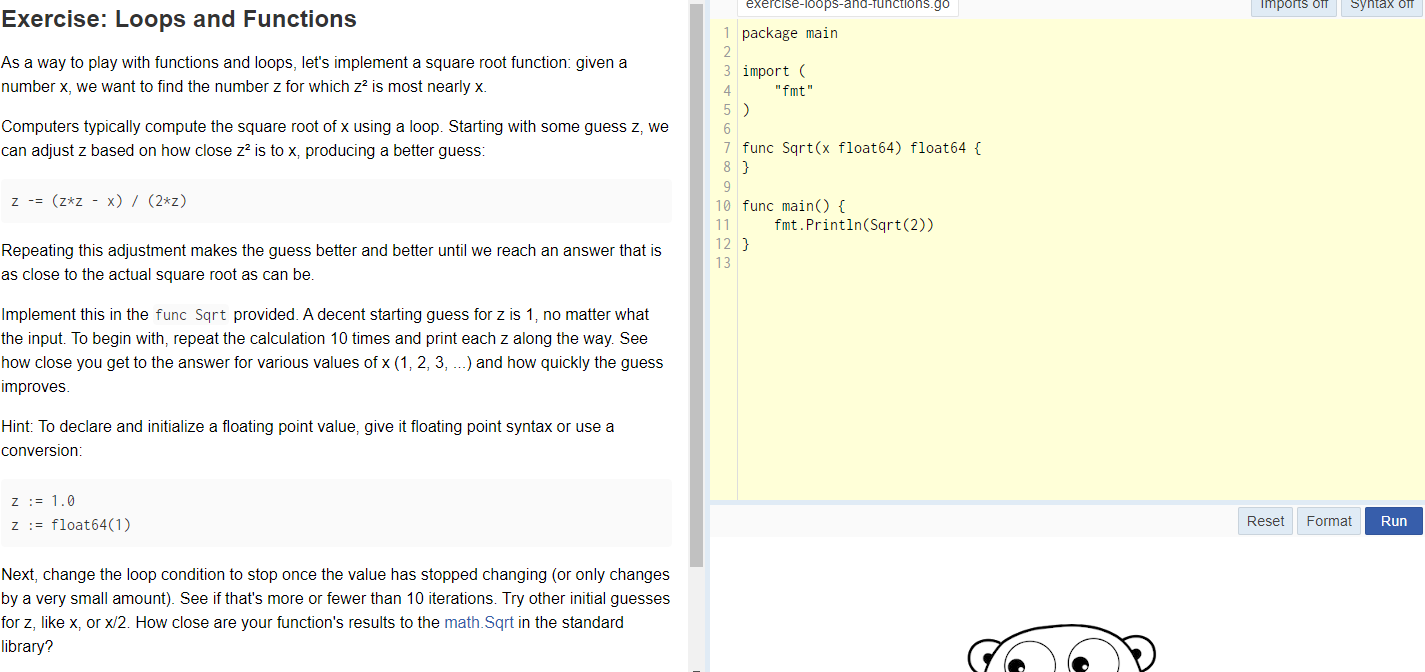 Exercise: Loops and Functions
As a way to play with functions and loops, let's implement a square root function: given a
number x, we want to find the number z for which z² is most nearly x.
Computers typically compute the square root of x using a loop. Starting with some guess z, we
can adjust z based on how close z² is to x, producing a better guess:
z -= (z*z - x) / (2*z)
Repeating this adjustment makes the guess better and better until we reach an answer that is
as close to the actual square root as can be.
Implement this in the func Sqrt provided. A decent starting guess for z is 1, no matter what
the input. To begin with, repeat the calculation 10 times and print each z along the way. See
how close you get to the answer for various values of x (1, 2, 3, ...) and how quickly the guess
improves.
Hint: To declare and initialize a floating point value, give it floating point syntax or use a
conversion:
z := 1.0
z := float64(1)
Next, change the loop condition to stop once the value has stopped changing (or only changes
by a very small amount). See if that's more or fewer than 10 iterations. Try other initial guesses
for z, like x, or x/2. How close are your function's results to the math.Sqrt in the standard
library?
exercise-loops-and-functions.go
Imports off
Syntax off
1 package main
2
3 import (
4 "fmt"
5 )
6
7 func Sqrt(x float64) float64 {
8 }
9
10 func main() {
11 fmt.Println(Sqrt(2))
12 }
13
Reset
Format
Run